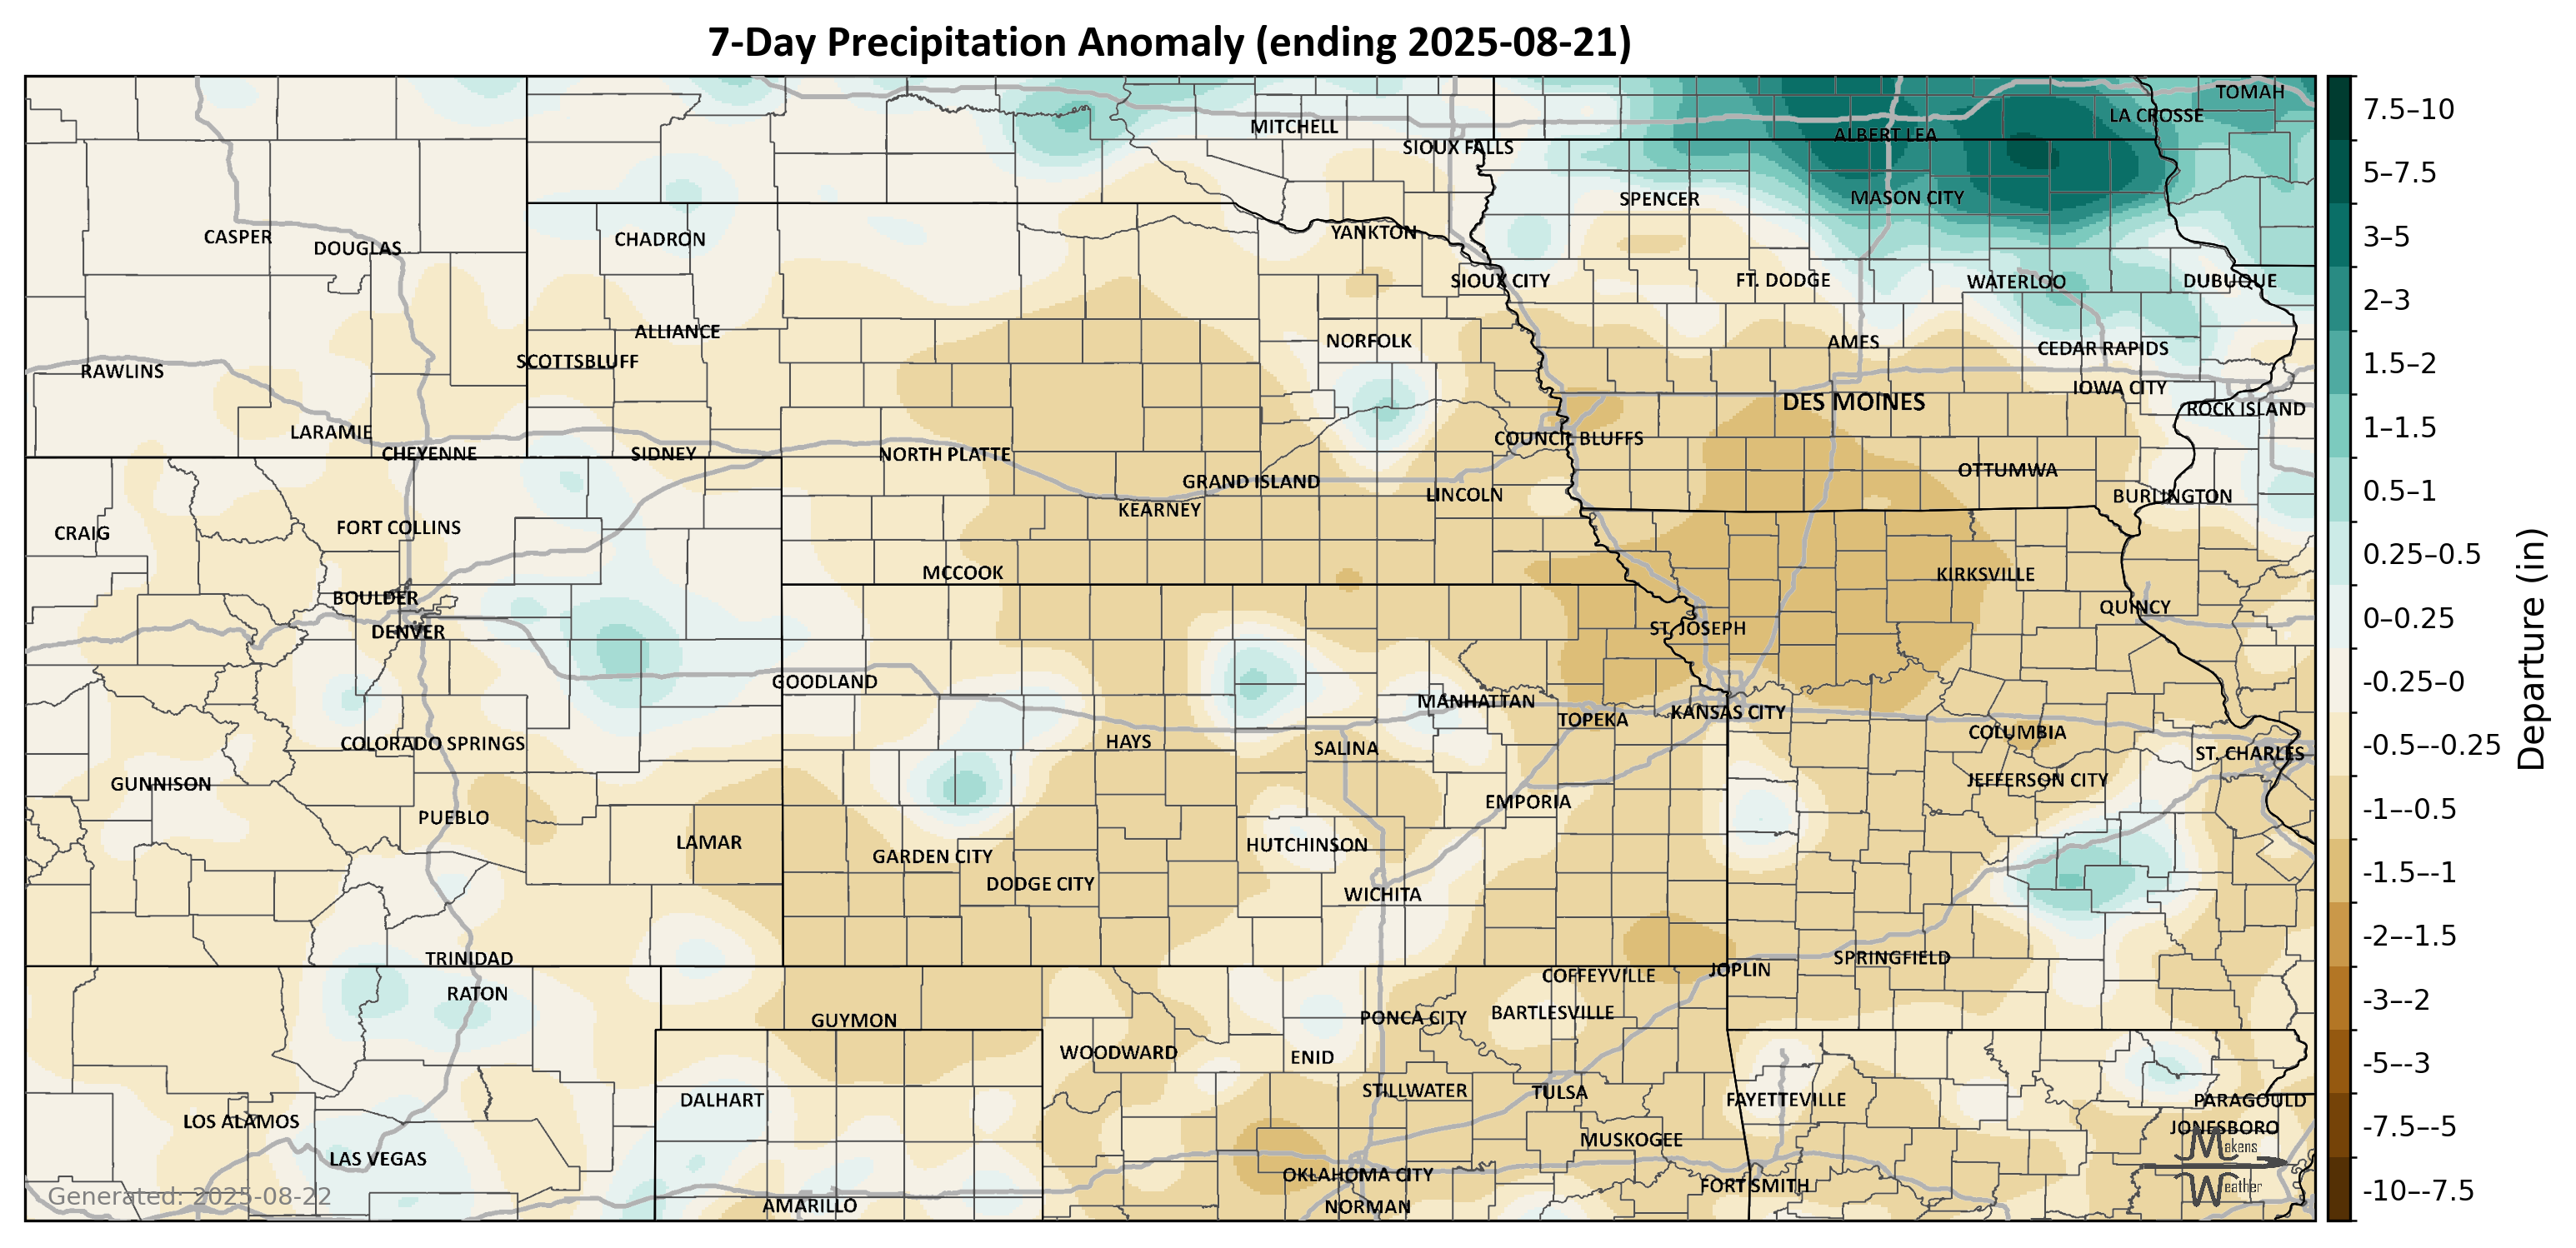 7-Day Precipitation Anomaly (ending 2025-08-21)
TOMAH
LA CROSSE
MITCHELL
ALBERT LEA
SIOUX FALLS
SPENCER
MASON CITY
YANKTON
CASPER
DOUGLAS
CHADRON
SIOUX CITY
FT. DODGE
WATERLOO
DUBUQUE
ALLIANCE
NORFOLK
AMES
CEDAR RAPIDS
SCOTTSBLUFF
RAWLINS
IOWA CITY
DES MOINES
ROCK ISLAND
LARAMIE
COUNCIL BLUFFS
CHEYENNE
SIDNEY
NORTH PLATTE
OTTUMWA
GRAND ISLAND
LINCOLN
BURLINGTON
KEARNEY
CRAIG
FORT COLLINS
MCCOOK
KIRKSVILLE
BOULDER
QUINCY
DENVER
ST. JOSEPH
GOODLAND
MANHATTAN
TOPEKA
KANSAS CITY
COLUMBIA
COLORADO SPRINGS
HAYS
SALINA
ST. CHARLES
GUNNISON
JEFFERSON CITY
EMPORIA
PUEBLO
LAMAR
GARDEN CITY
HUTCHINSON
DODGE CITY
WICHITA
TRINIDAD
SPRINGFIELD
COFFEYVILLE
JOPLIN
RATON
BARTLESVILLE
GUYMON
PONCA CITY
WOODWARD
ENID
STILLWATER
TULSA
DALHART
FAYETTEVILLE
PARAGOULD
LOS ALAMOS
JONESBORO
MUSKOGEE
LAS VEGAS
OKLAHOMA CITY
FORT SMITH
AMARILLO
NORMAN
Makens
Weather
Generated: 2025-08-22
7.5–10
5–7.5
3–5
2–3
1.5–2
1–1.5
0.5–1
0.25–0.5
0–0.25
-0.25–0
-0.5–-0.25
-1–-0.5
-1.5–-1
-2–-1.5
-3–-2
-5–-3
-7.5–-5
-10–-7.5
Departure (in)